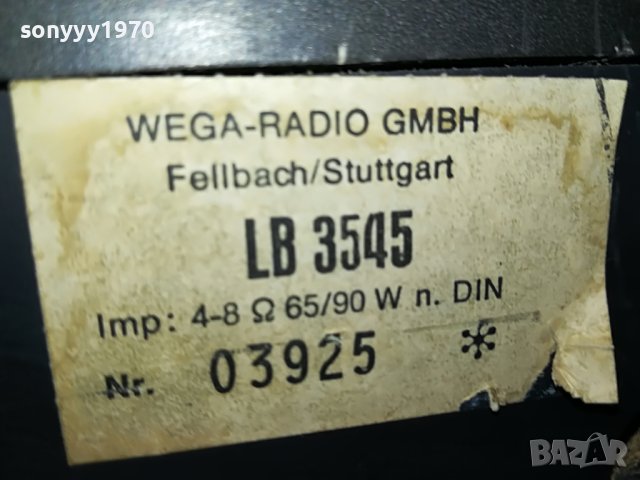 sonyyy1970
WEGA-RADIO GMBH
Fellbach/Stuttgart
LB 3545
Imp: 4-8 Ω 65/90 W n. DIN
Nr. 03925 *
BAZAR